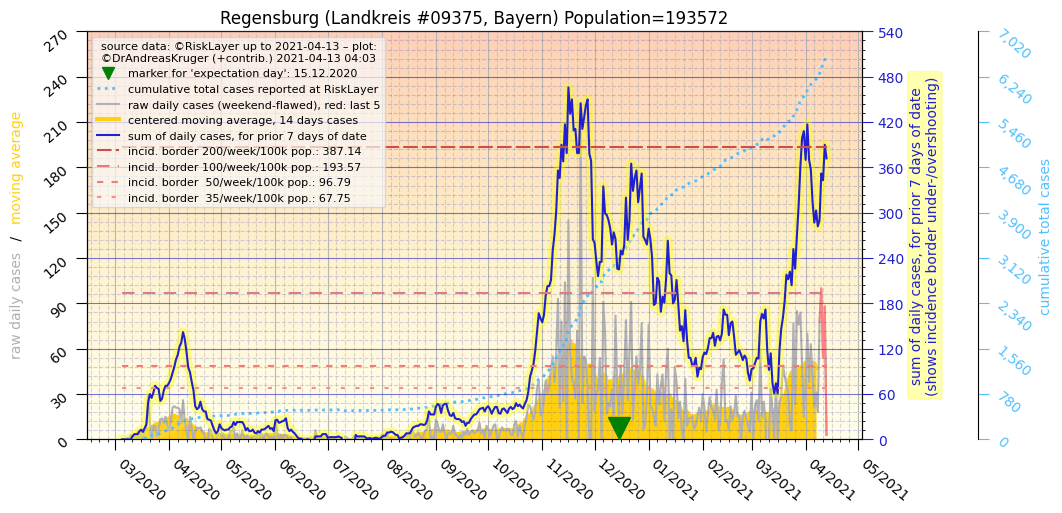 Regensburg (Landkreis #09375, Bayern) Population=193572
source data: ©RiskLayer up to 2021-04-13 – plot:
©DrAndreasKruger (+contrib.) 2021-04-13 04:03
marker for 'expectation day': 15.12.2020
cumulative total cases reported at RiskLayer
raw daily cases (weekend-flawed), red: last 5
centered moving average, 14 days cases
sum of daily cases, for prior 7 days of date
incid. border 200/week/100k pop.: 387.14
incid. border 100/week/100k pop.: 193.57
incid. border  50/week/100k pop.: 96.79
incid. border  35/week/100k pop.: 67.75
raw daily cases  /  moving average
270
240
210
180
150
120
90
60
30
0
03/2020
04/2020
05/2020
06/2020
07/2020
08/2020
09/2020
10/2020
11/2020
12/2020
01/2021
02/2021
03/2021
04/2021
05/2021
540
480
420
360
300
240
180
120
60
0
sum of daily cases, for prior 7 days of date
(shows incidence border under-/overshooting)
7,020
6,240
5,460
4,680
3,900
3,120
2,340
1,560
780
0
cumulative total cases